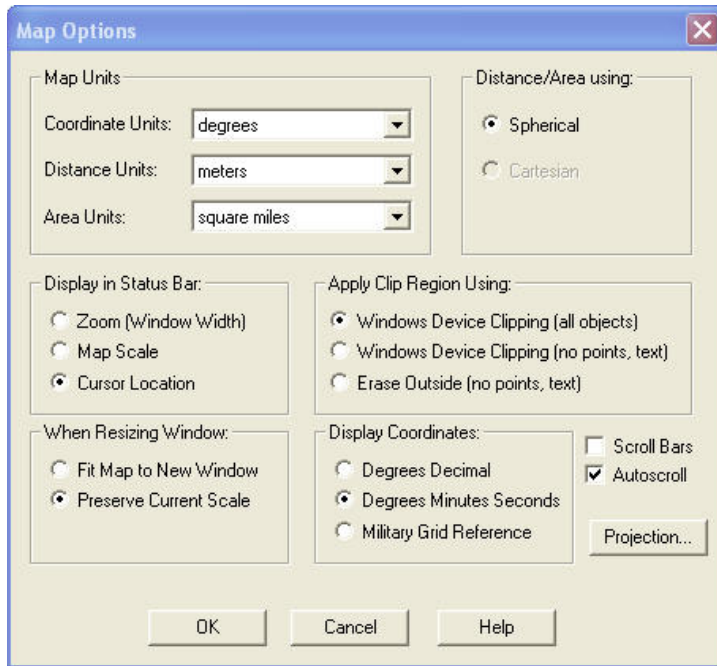 Map Options
Map Units
Coordinate Units: degrees
Distance Units: meters
Area Units: square miles
Distance/Area using:
Spherical
Cartesian
Display in Status Bar:
Zoom (Window Width)
Map Scale
Cursor Location
Apply Clip Region Using:
Windows Device Clipping (all objects)
Windows Device Clipping (no points, text)
Erase Outside (no points, text)
When Resizing Window:
Fit Map to New Window
Preserve Current Scale
Display Coordinates:
Degrees Decimal
Degrees Minutes Seconds
Military Grid Reference
Scroll Bars
Autoscroll
Projection...
OK Cancel Help